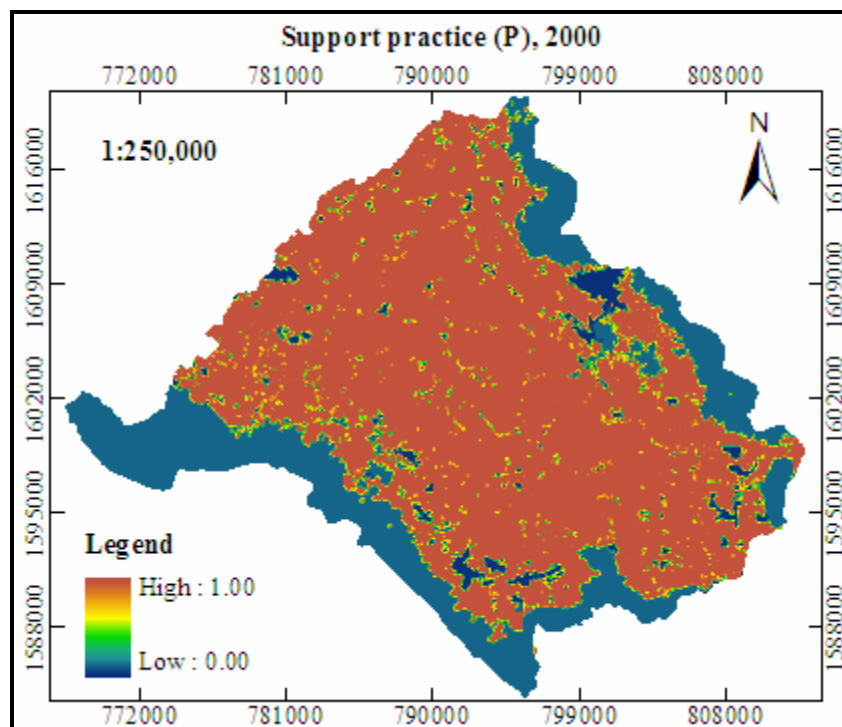 Support practice (P), 2000
772000 781000 790000 799000 808000
N
1:250,000
1616000 1616000
1609000 1609000
1602000 1602000
1595000 1595000
1588000 1588000
Legend
High : 1.00
Low : 0.00
772000 781000 790000 799000 808000